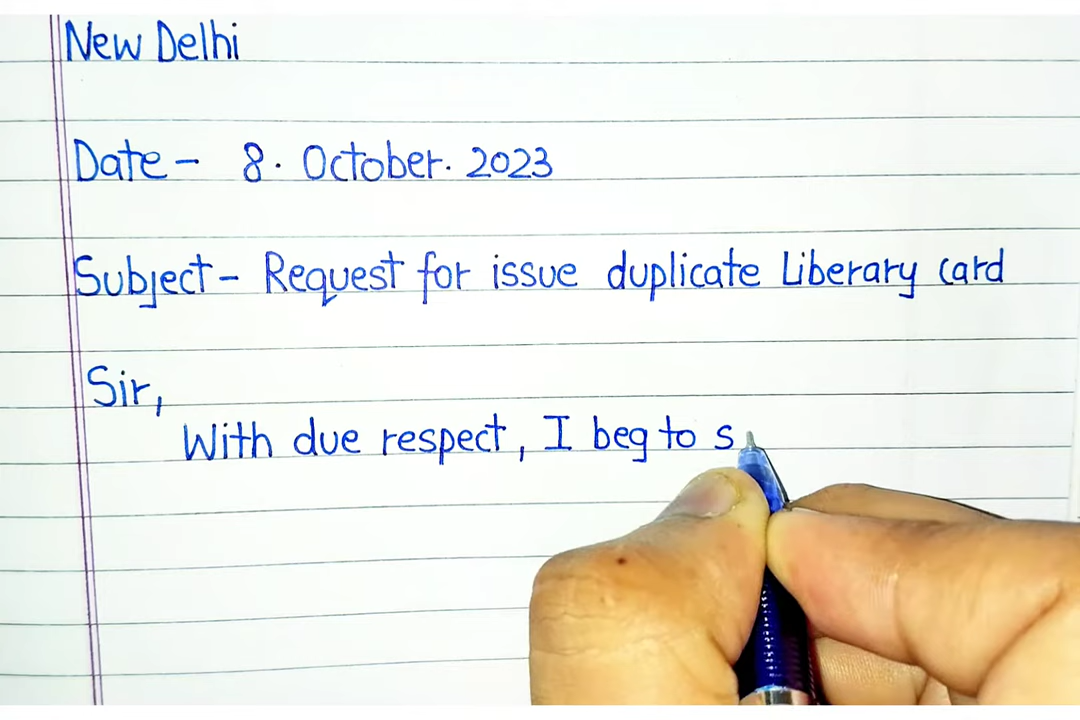 New Delhi
Date - 8. October. 2023
Subject - Request for issue duplicate Liberary card
Sir,
With due respect, I beg to s